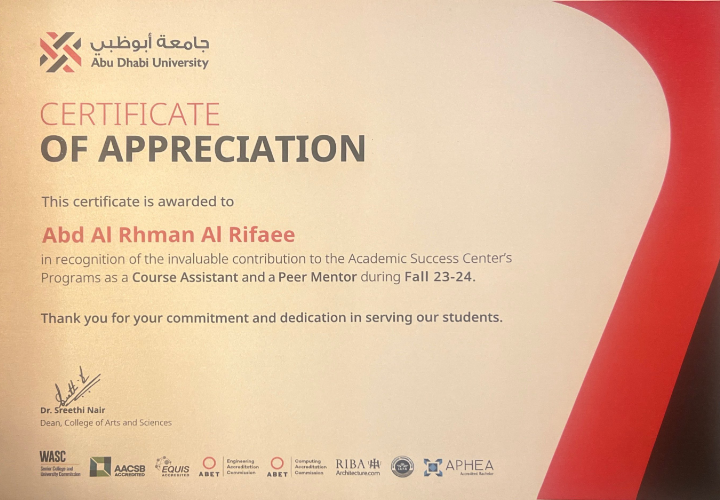 جامعة أبوظبي
Abu Dhabi University
CERTIFICATE
OF APPRECIATION
This certificate is awarded to
Abd Al Rhman Al Rifaee
in recognition of the invaluable contribution to the Academic Success Center's
Programs as a Course Assistant and a Peer Mentor during Fall 23-24.
Thank you for your commitment and dedication in serving our students.
Dr. Sreethi Nair
Dean, College of Arts and Sciences
WASC
Senior College and
University Commission
AACSB
ACCREDITED
EQUIS
ACCREDITED
ABET
Engineering
Accreditation
Commission
ABET
Computing
Accreditation
Commission
RIBA
Architecture.com
APHEA